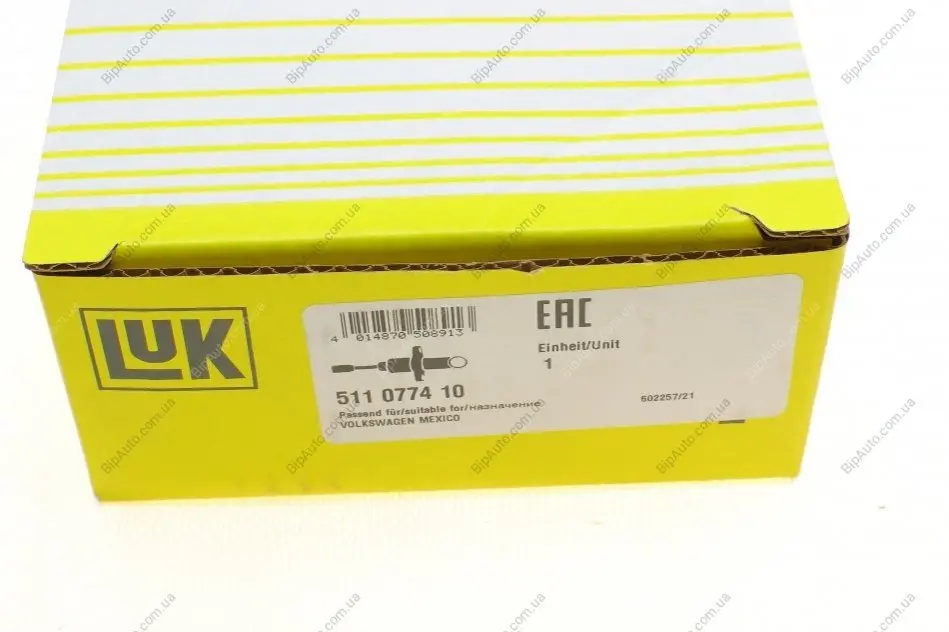 LUK
4 014870 508913
EAC
Einheit/Unit
1
511 0774 10
Passend für/suitable for/назначение
VOLKSWAGEN MEXICO
602257/21
BipAuto.com.ua